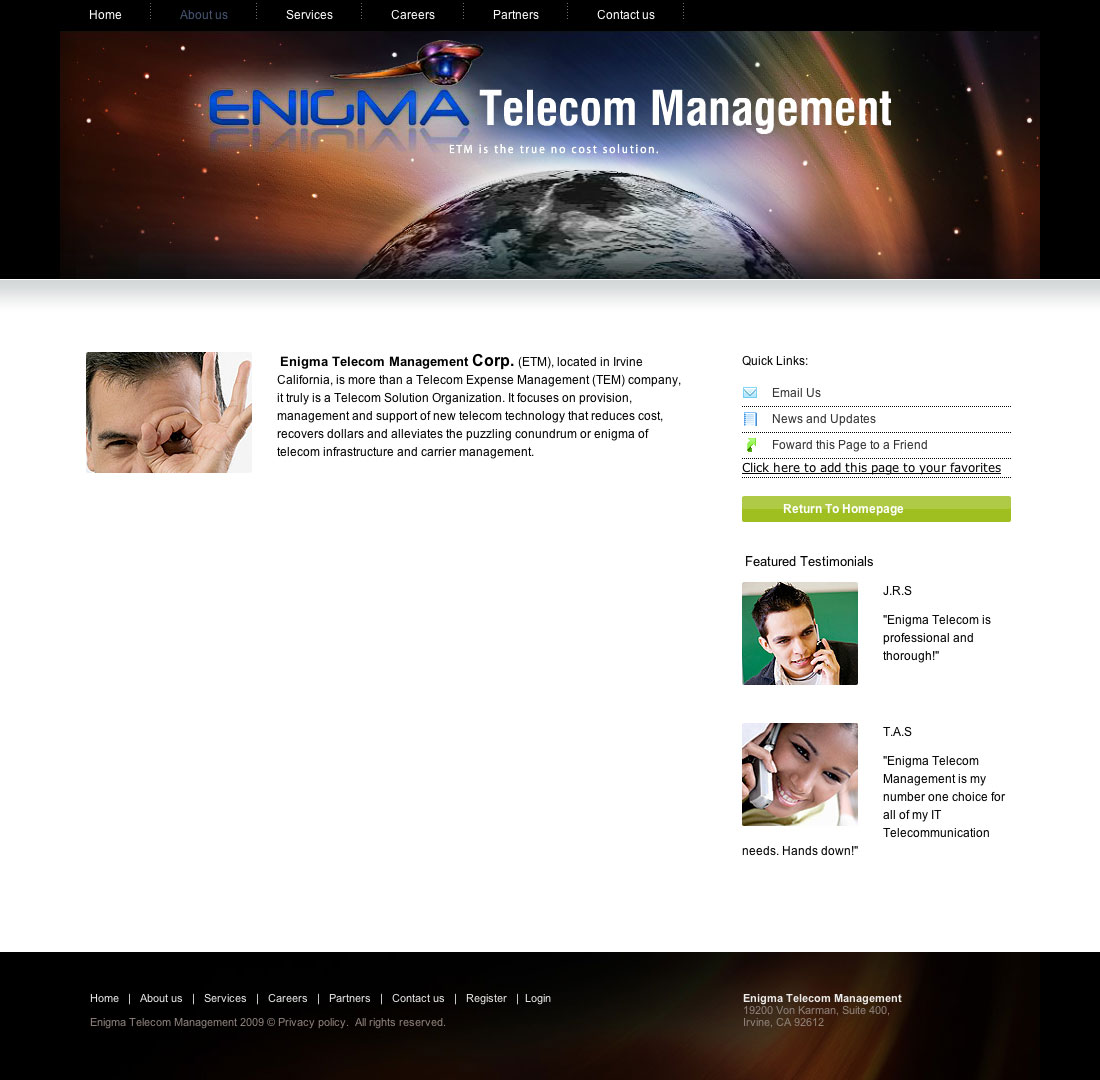 Home
About us
Services
Careers
Partners
Contact us
ENIGMA Telecom Management
ETM is the true no cost solution.
Enigma Telecom Management Corp. (ETM), located in Irvine
California, is more than a Telecom Expense Management (TEM) company,
it truly is a Telecom Solution Organization. It focuses on provision,
management and support of new telecom technology that reduces cost,
recovers dollars and alleviates the puzzling conundrum or enigma of
telecom infrastructure and carrier management.
Quick Links:
Email Us
News and Updates
Foward this Page to a Friend
Click here to add this page to your favorites
Return To Homepage
Featured Testimonials
J.R.S
"Enigma Telecom is
professional and
thorough!"
T.A.S
"Enigma Telecom
Management is my
number one choice for
all of my IT
Telecommunication
needs. Hands down!"
Home | About us | Services | Careers | Partners | Contact us | Register | Login
Enigma Telecom Management 2009 © Privacy policy. All rights reserved.
Enigma Telecom Management
19200 Von Karman, Suite 400,
Irvine, CA 92612